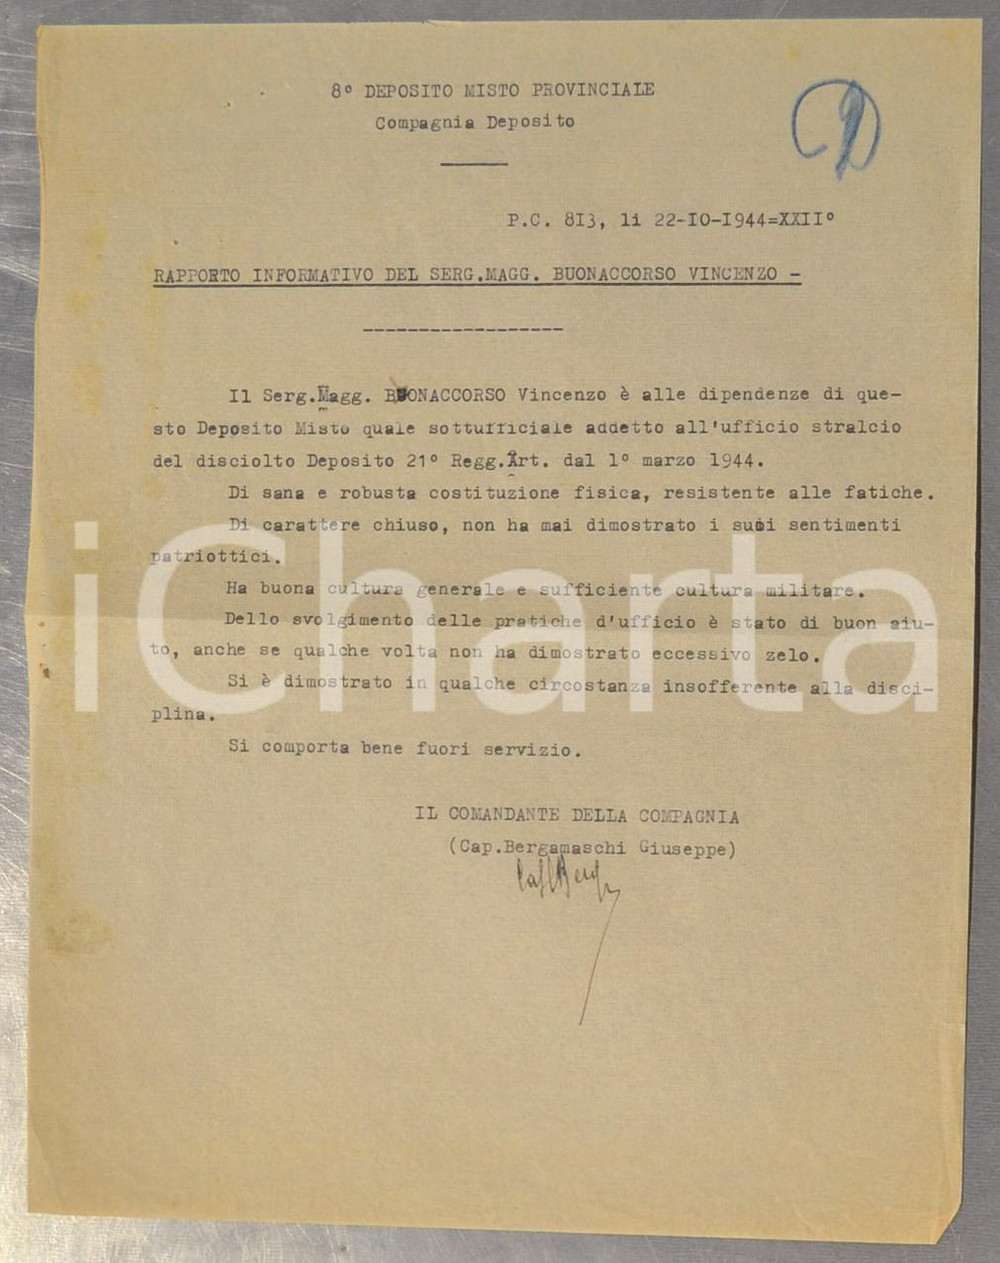 8° DEPOSITO MISTO PROVINCIALE
Compagnia Deposito
P.C. 8I3, li 22-IO-I944=XXII°
RAPPORTO INFORMATIVO DEL SERG.MAGG. BUONACCORSO VINCENZO -
Il Serg.Magg. BUONACCORSO Vincenzo è alle dipendenze di que-
sto Deposito Misto quale sottufficiale addetto all'ufficio stralcio
del disciolto Deposito 21° Regg.Art. dal 1° marzo 1944.
Di sana e robusta costituzione fisica, resistente alle fatiche.
Di carattere chiuso, non ha mai dimostrato i suoi sentimenti
patriottici.
Ha buona cultura generale e sufficiente cultura militare.
Dello svolgimento delle pratiche d'ufficio è stato di buon aiu-
to, anche se qualche volta non ha dimostrato eccessivo zelo.
Si è dimostrato in qualche circostanza insofferente alla disci-
plina.
Si comporta bene fuori servizio.
IL COMANDANTE DELLA COMPAGNIA
(Cap.Bergamaschi Giuseppe)
iCharta